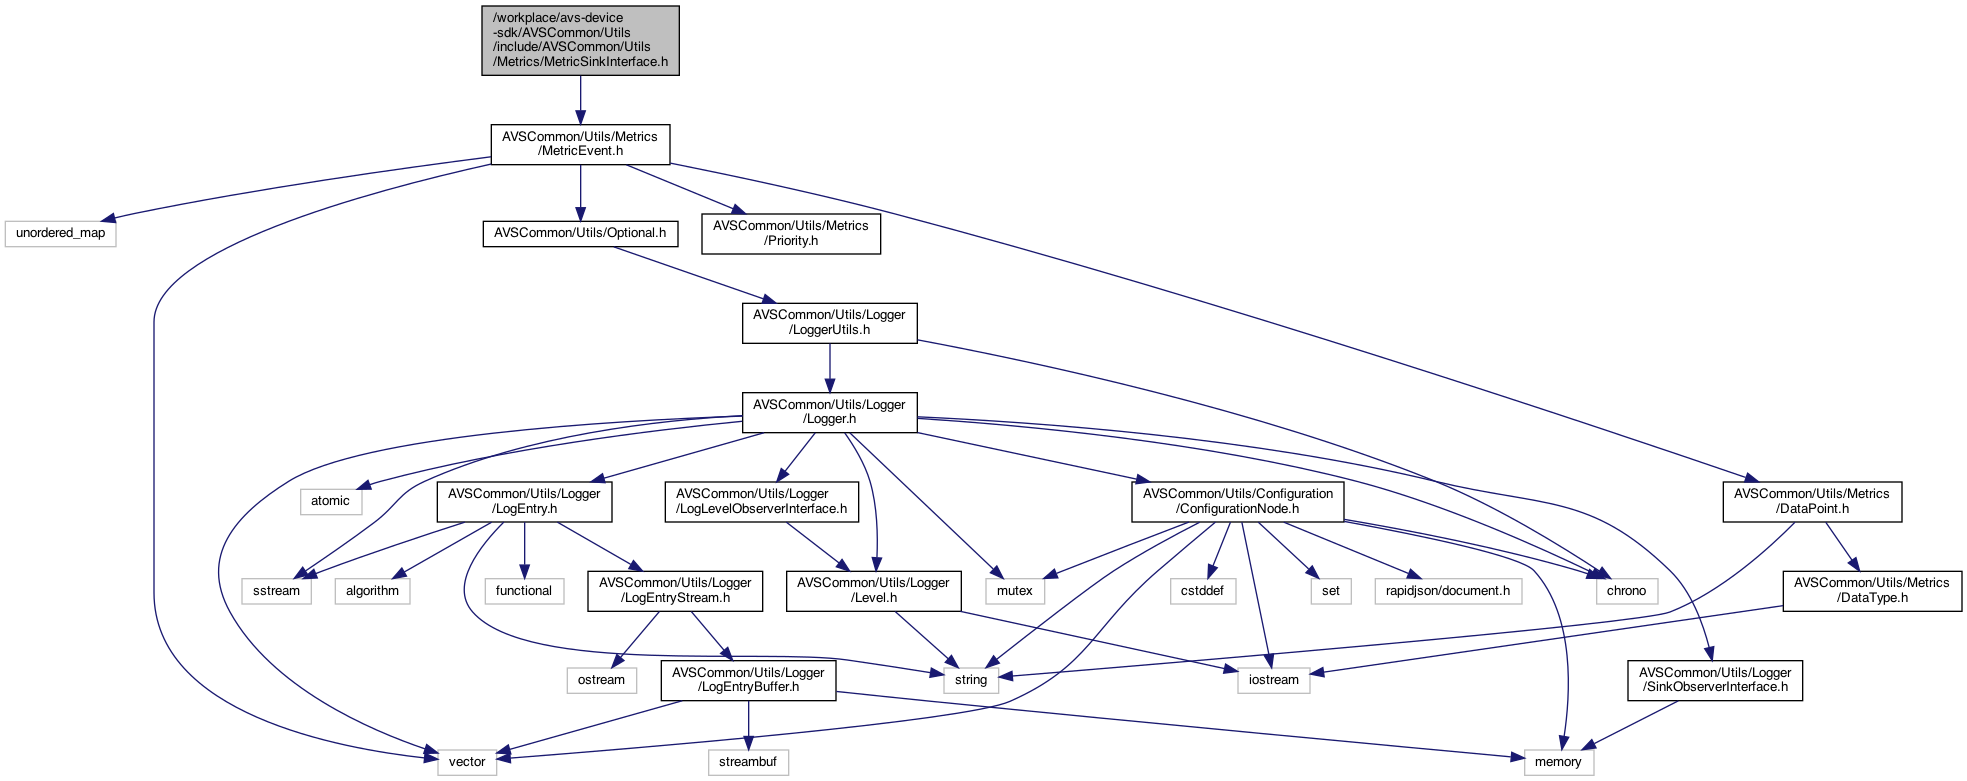 /workplace/avs-device
-sdk/AVSCommon/Utils
/include/AVSCommon/Utils
/Metrics/MetricSinkInterface.h
AVSCommon/Utils/Metrics
/MetricEvent.h
unordered_map
AVSCommon/Utils/Optional.h
AVSCommon/Utils/Metrics
/Priority.h
AVSCommon/Utils/Logger
/LoggerUtils.h
AVSCommon/Utils/Logger
/Logger.h
atomic
AVSCommon/Utils/Logger
/LogEntry.h
AVSCommon/Utils/Logger
/LogLevelObserverInterface.h
AVSCommon/Utils/Configuration
/ConfigurationNode.h
AVSCommon/Utils/Metrics
/DataPoint.h
sstream
algorithm
functional
AVSCommon/Utils/Logger
/LogEntryStream.h
AVSCommon/Utils/Logger
/Level.h
mutex
cstddef
set
rapidjson/document.h
chrono
AVSCommon/Utils/Metrics
/DataType.h
ostream
AVSCommon/Utils/Logger
/LogEntryBuffer.h
string
iostream
AVSCommon/Utils/Logger
/SinkObserverInterface.h
vector
streambuf
memory